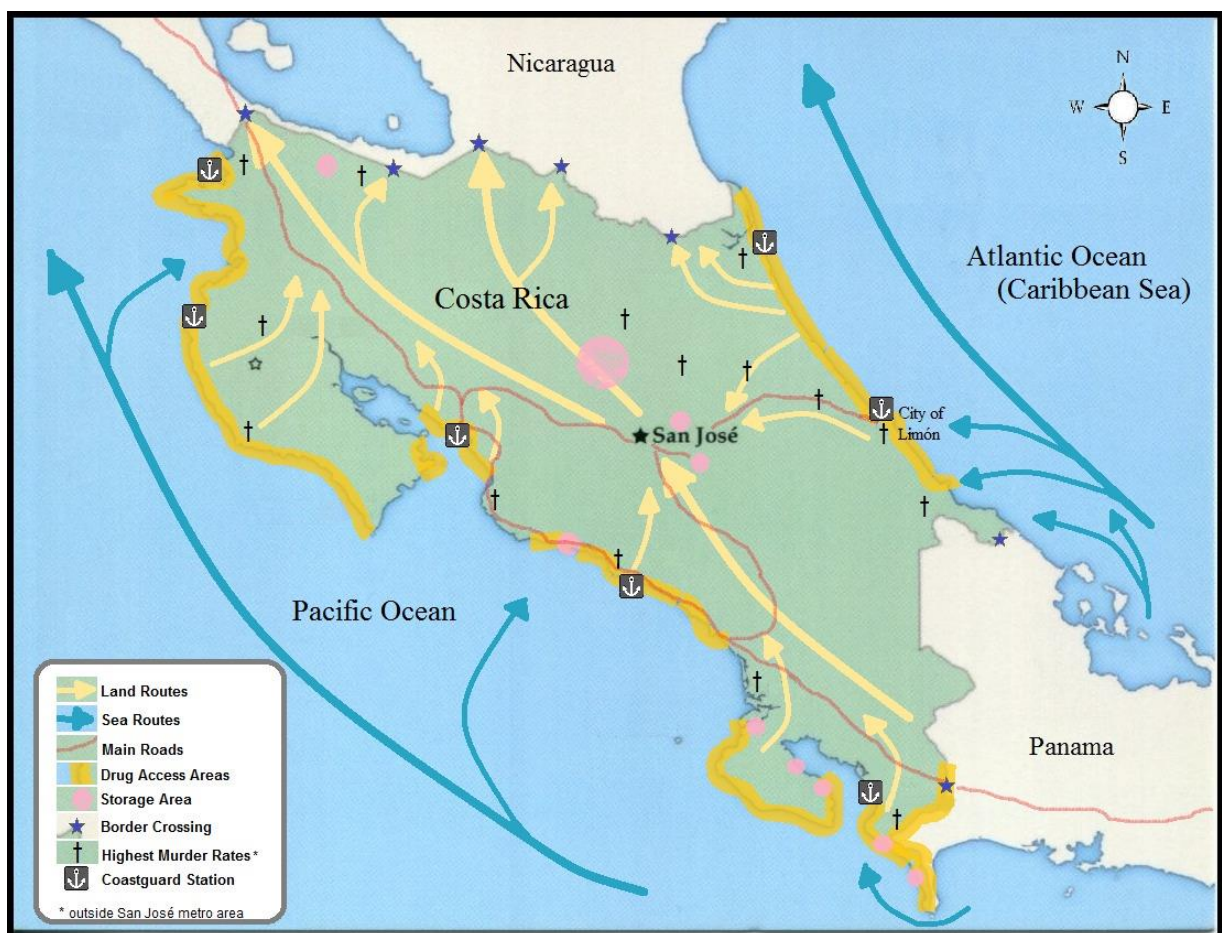 Nicaragua
N
W
E
S
Atlantic Ocean
(Caribbean Sea)
Costa Rica
City of
Limón
San José
Pacific Ocean
Panama
Land Routes
Sea Routes
Main Roads
Drug Access Areas
Storage Area
Border Crossing
Highest Murder Rates*
Coastguard Station
* outside San José metro area